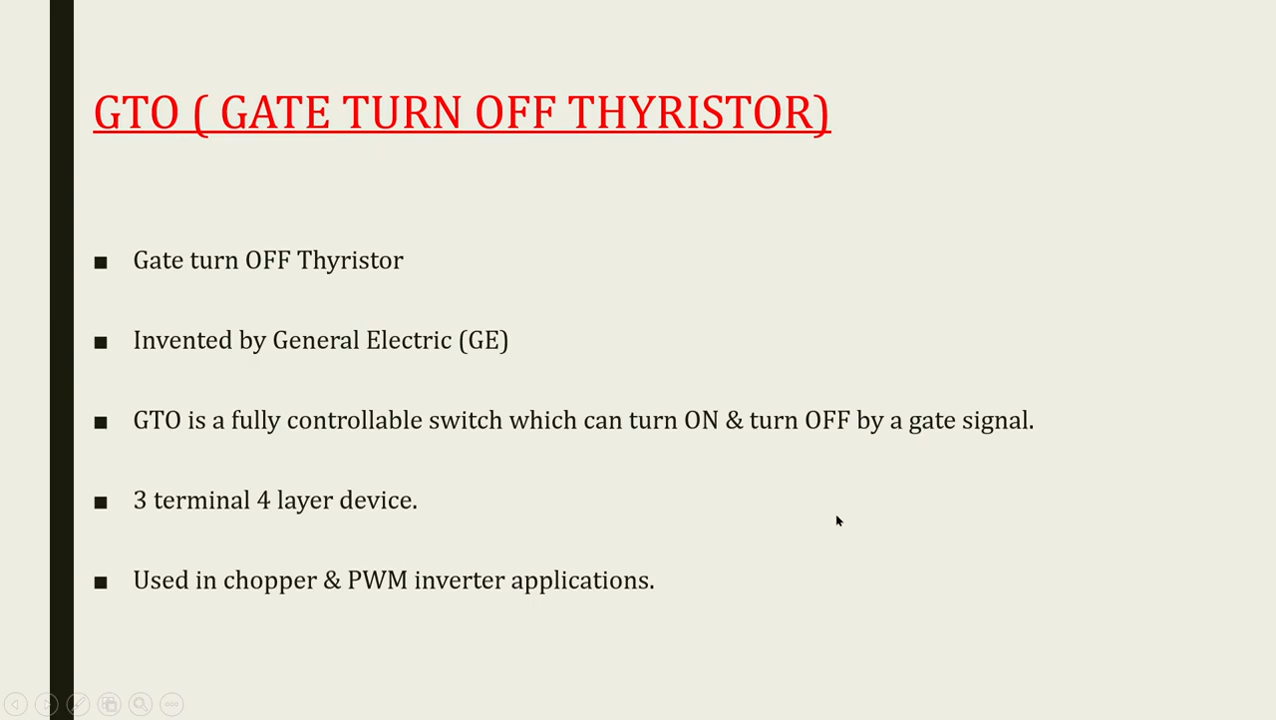 GTO ( GATE TURN OFF THYRISTOR)
■ Gate turn OFF Thyristor
■ Invented by General Electric (GE)
■ GTO is a fully controllable switch which can turn ON & turn OFF by a gate signal.
■ 3 terminal 4 layer device.
■ Used in chopper & PWM inverter applications.